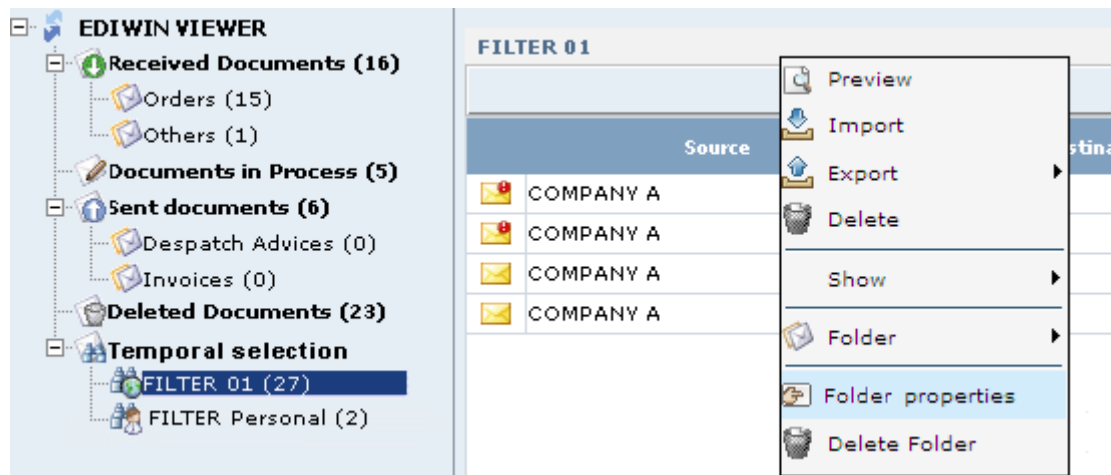 EDIWIN VIEWER
Received Documents (16)
Orders (15)
Others (1)
Documents in Process (5)
Sent documents (6)
Despatch Advices (0)
Invoices (0)
Deleted Documents (23)
Temporal selection
FILTER 01 (27)
FILTER Personal (2)
FILTER 01
Source
stina
COMPANY A
COMPANY A
COMPANY A
COMPANY A
Preview
Import
Export
Delete
Show
Folder
Folder properties
Delete Folder